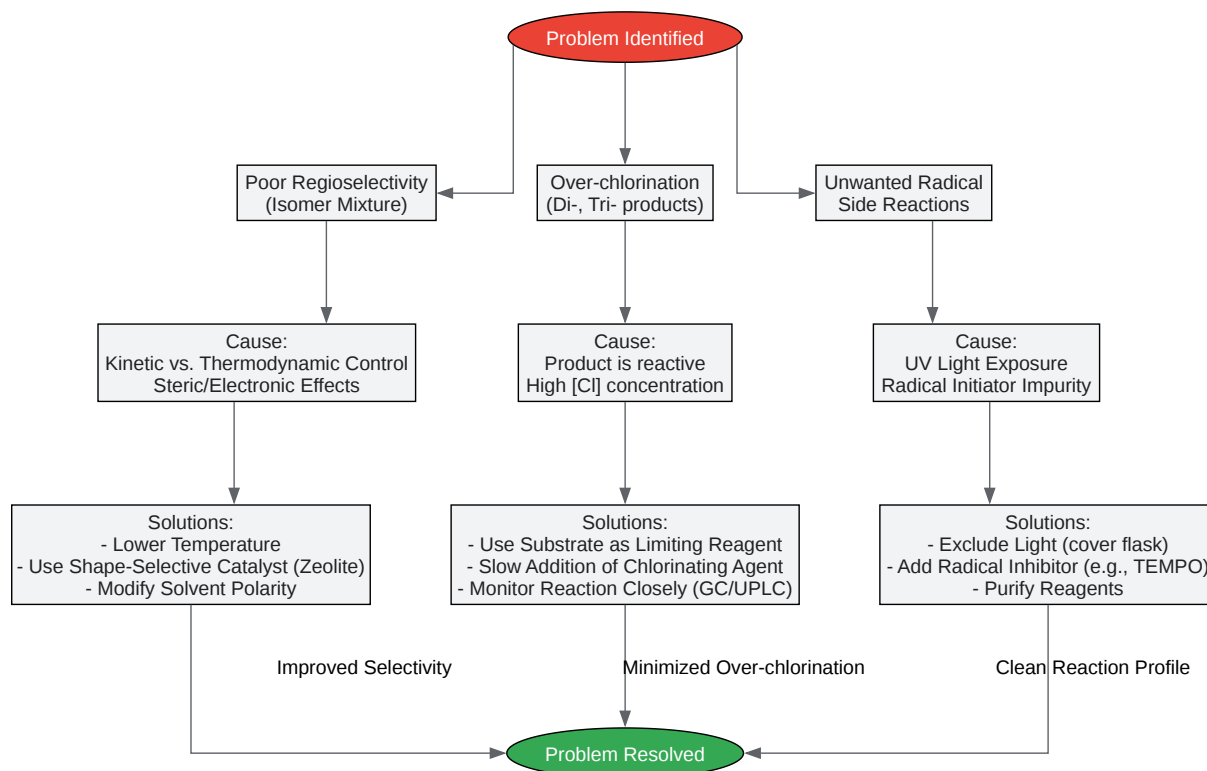 Problem Identified
Poor Regioselectivity
(Isomer Mixture)
Over-chlorination
(Di-, Tri- products)
Unwanted Radical
Side Reactions
Cause:
Kinetic vs. Thermodynamic Control
Steric/Electronic Effects
Cause:
Product is reactive
High [Cl] concentration
Cause:
UV Light Exposure
Radical Initiator Impurity
Solutions:
- Lower Temperature
- Use Shape-Selective Catalyst (Zeolite)
- Modify Solvent Polarity
Solutions:
- Use Substrate as Limiting Reagent
- Slow Addition of Chlorinating Agent
- Monitor Reaction Closely (GC/UPLC)
Solutions:
- Exclude Light (cover flask)
- Add Radical Inhibitor (e.g., TEMPO)
- Purify Reagents
Improved Selectivity
Minimized Over-chlorination
Clean Reaction Profile
Problem Resolved